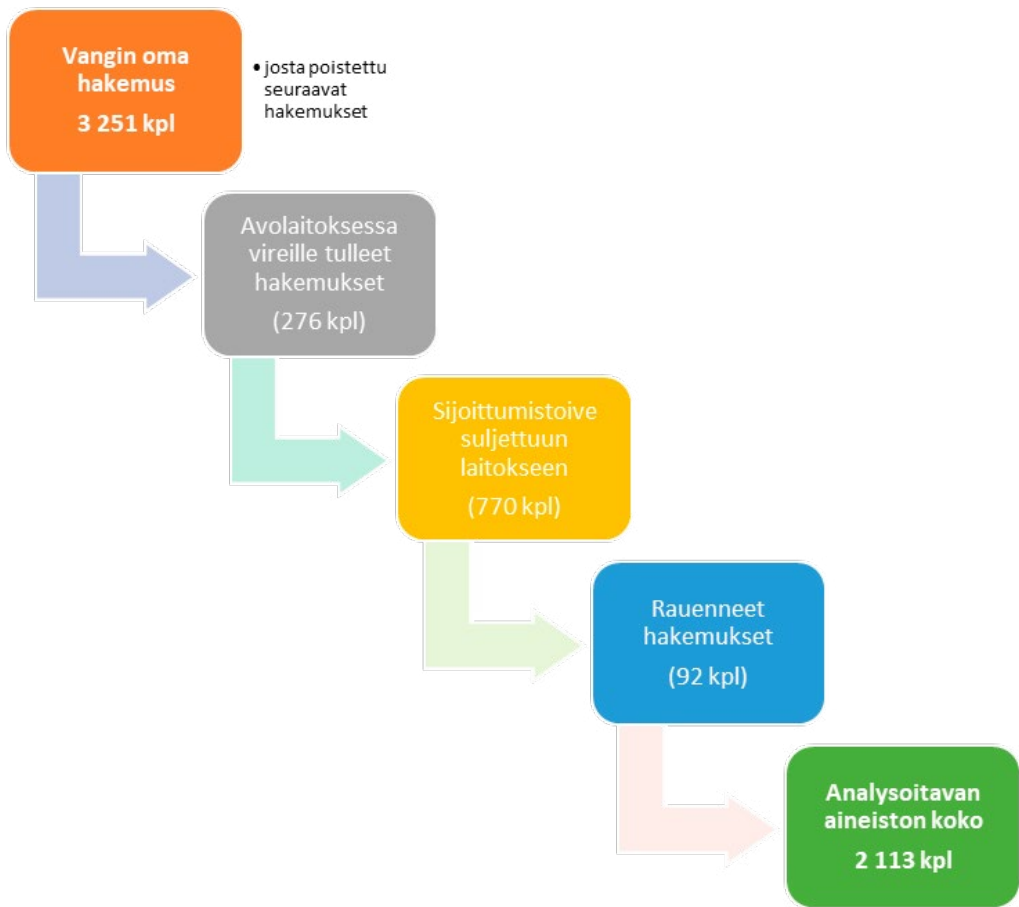 Vangin oma
hakemus
3 251 kpl
• josta poistettu
seuraavat
hakemukset
Avolaitoksessa
vireille tulleet
hakemukset
(276 kpl)
Sijoittumistoive
suljettuun
laitokseen
(770 kpl)
Rauenneet
hakemukset
(92 kpl)
Analysoitavan
aineiston koko
2 113 kpl